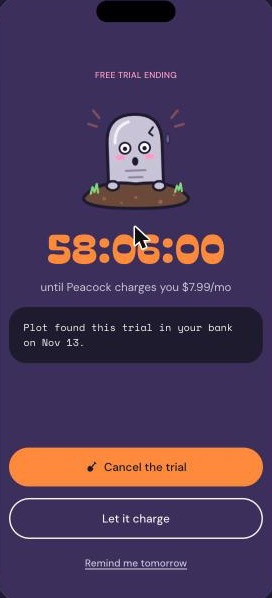 FREE TRIAL ENDING
58:06:00
until Peacock charges you $7.99/mo
Plot found this trial in your bank
on Nov 13.
Cancel the trial
Let it charge
Remind me tomorrow